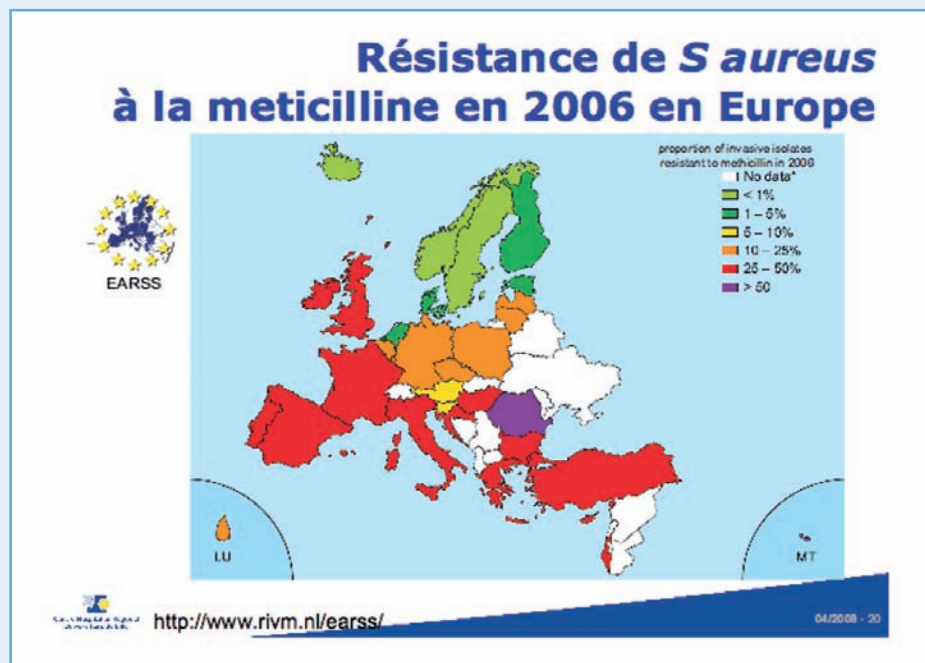 Résistance de S aureus
à la meticilline en 2006 en Europe
proportion of invasive isolates
resistant to methicillin in 2006
No data*
< 1%
1 – 5%
5 – 10%
10 – 25%
25 – 50%
> 50
EARSS
LU
MT
http://www.rivm.nl/earss/
04/2008 - 20